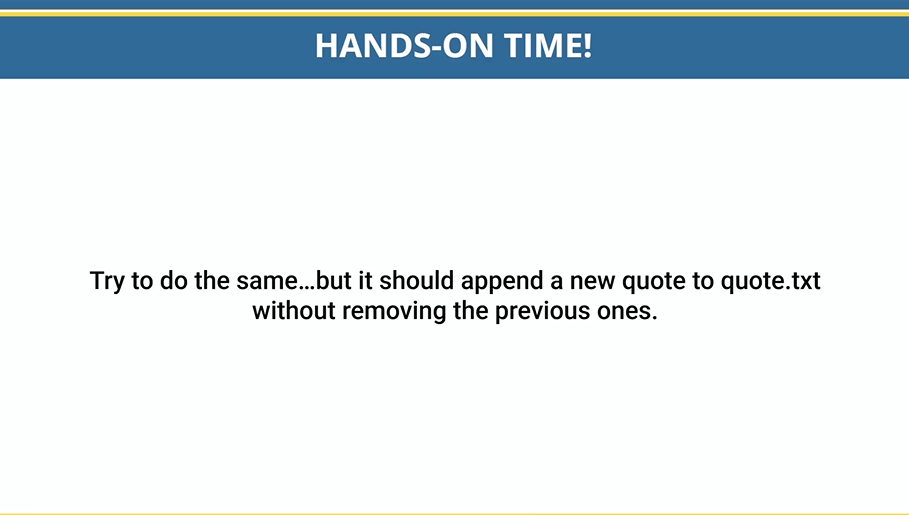 HANDS-ON TIME!
Try to do the same...but it should append a new quote to quote.txt
without removing the previous ones.